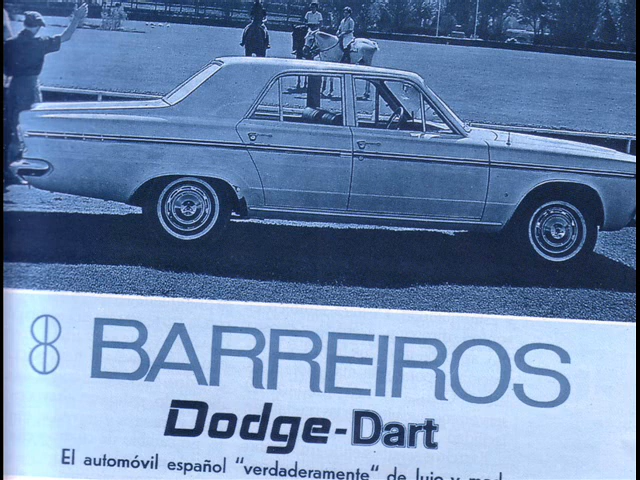 BARREIROS
Dodge-Dart
El automóvil español "verdaderamente" de lujo y